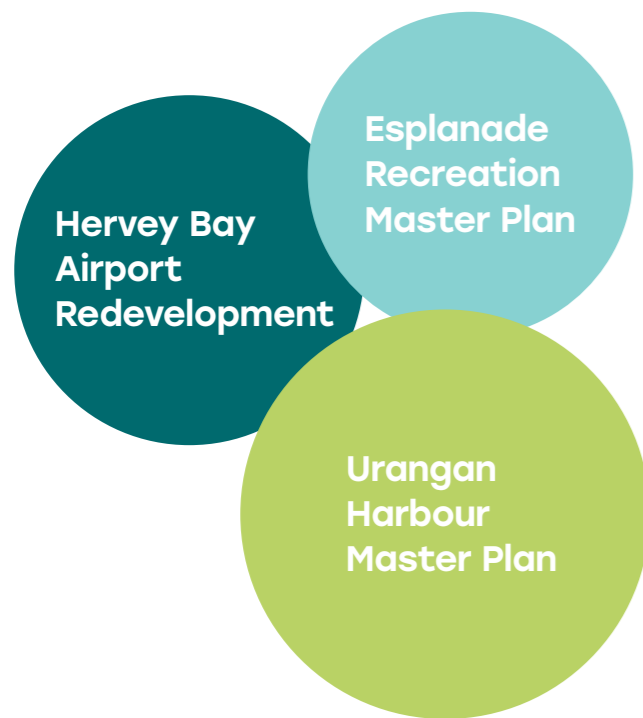 Esplanade
Recreation
Master Plan
Hervey Bay
Airport
Redevelopment
Urangan
Harbour
Master Plan